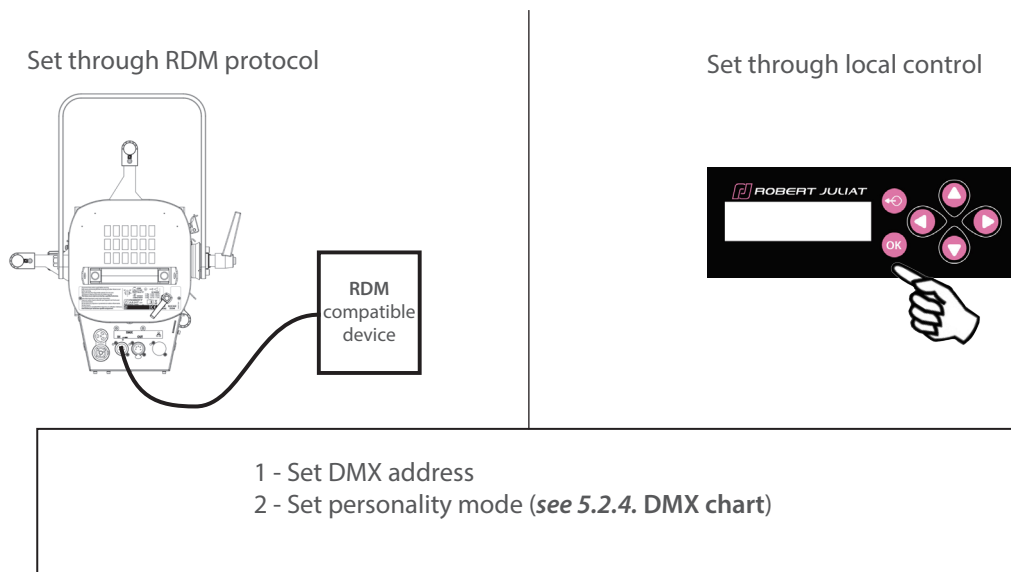 Set through RDM protocol
Set through local control
ROBERT JULIAT
OK
DMX
RDM
compatible
device
1 - Set DMX address
2 - Set personality mode (see 5.2.4. DMX chart)